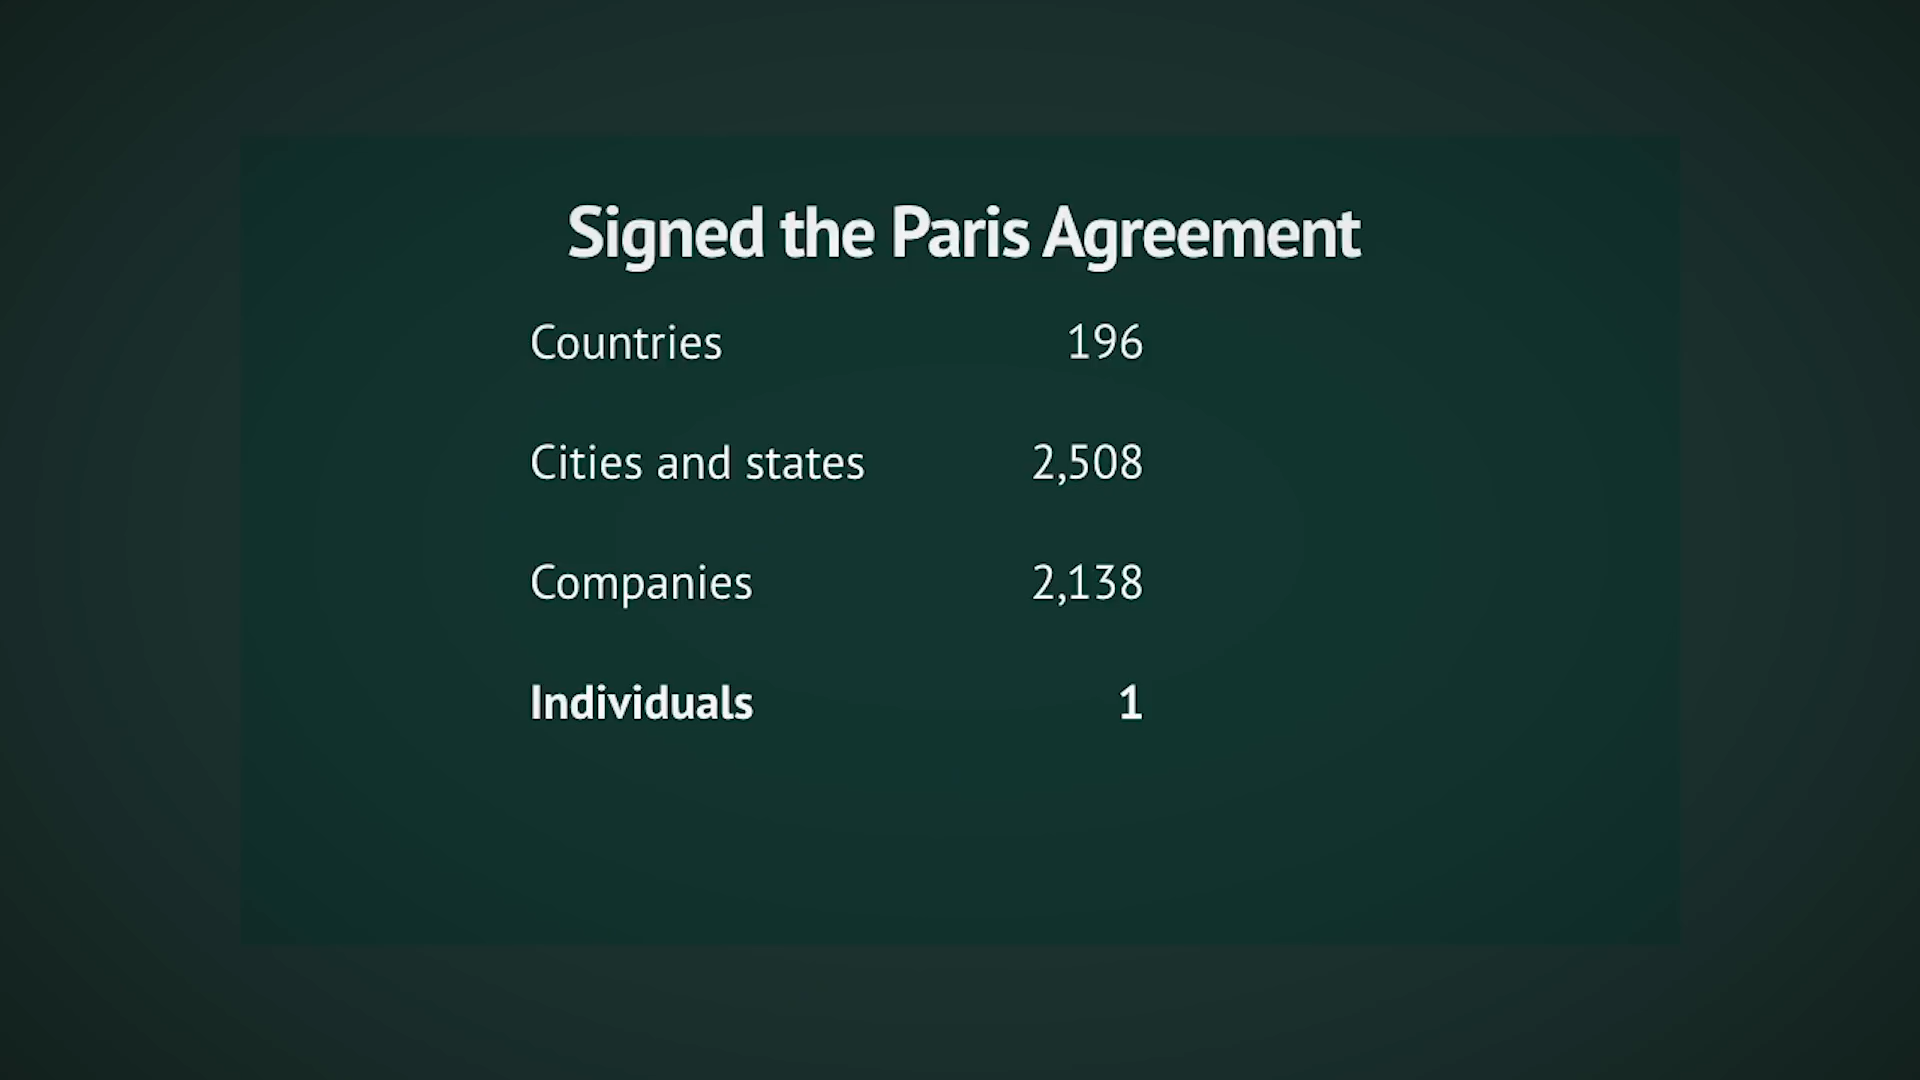 Signed the Paris Agreement
Countries 196
Cities and states 2,508
Companies 2,138
Individuals 1